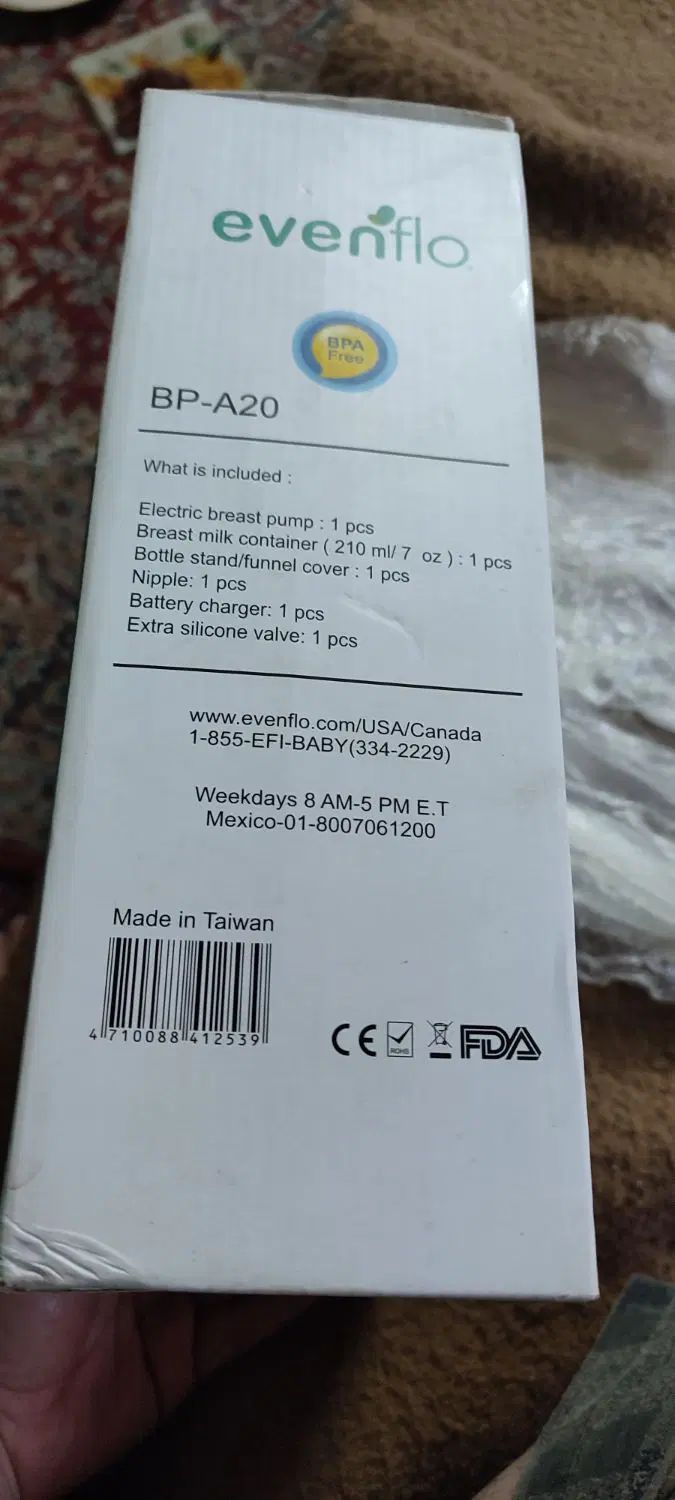 evenflo
BPA
Free
BP-A20
What is included :
Electric breast pump : 1 pcs
Breast milk container ( 210 ml/ 7 oz ) : 1 pcs
Bottle stand/funnel cover : 1 pcs
Nipple: 1 pcs
Battery charger: 1 pcs
Extra silicone valve: 1 pcs
www.evenflo.com/USA/Canada
1-855-EFI-BABY(334-2229)
Weekdays 8 AM-5 PM E.T
Mexico-01-8007061200
Made in Taiwan
4 710088 412539
CE ROHS FDA